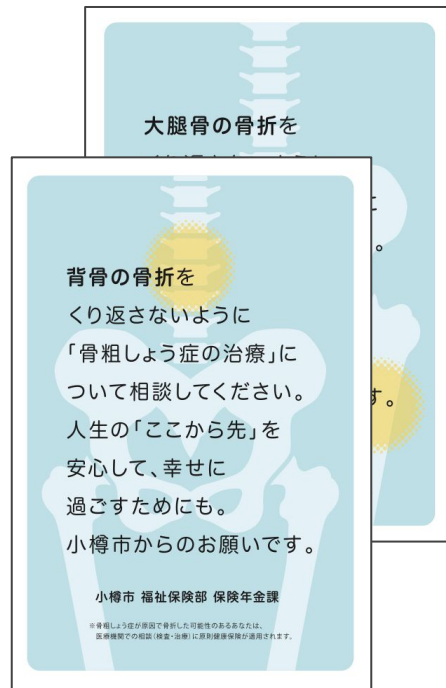 大腿骨の骨折を
に
。
す。
背骨の骨折を
くり返さないように
「骨粗しょう症の治療」に
ついて相談してください。
人生の「ここから先」を
安心して、幸せに
過ごすためにも。
小樽市からのお願いです。
小樽市 福祉保険部 保険年金課
※骨粗しょう症が原因で骨折した可能性のあるあなたは、
医療機関での相談(検査・治療)に原則健康保険が適用されます。